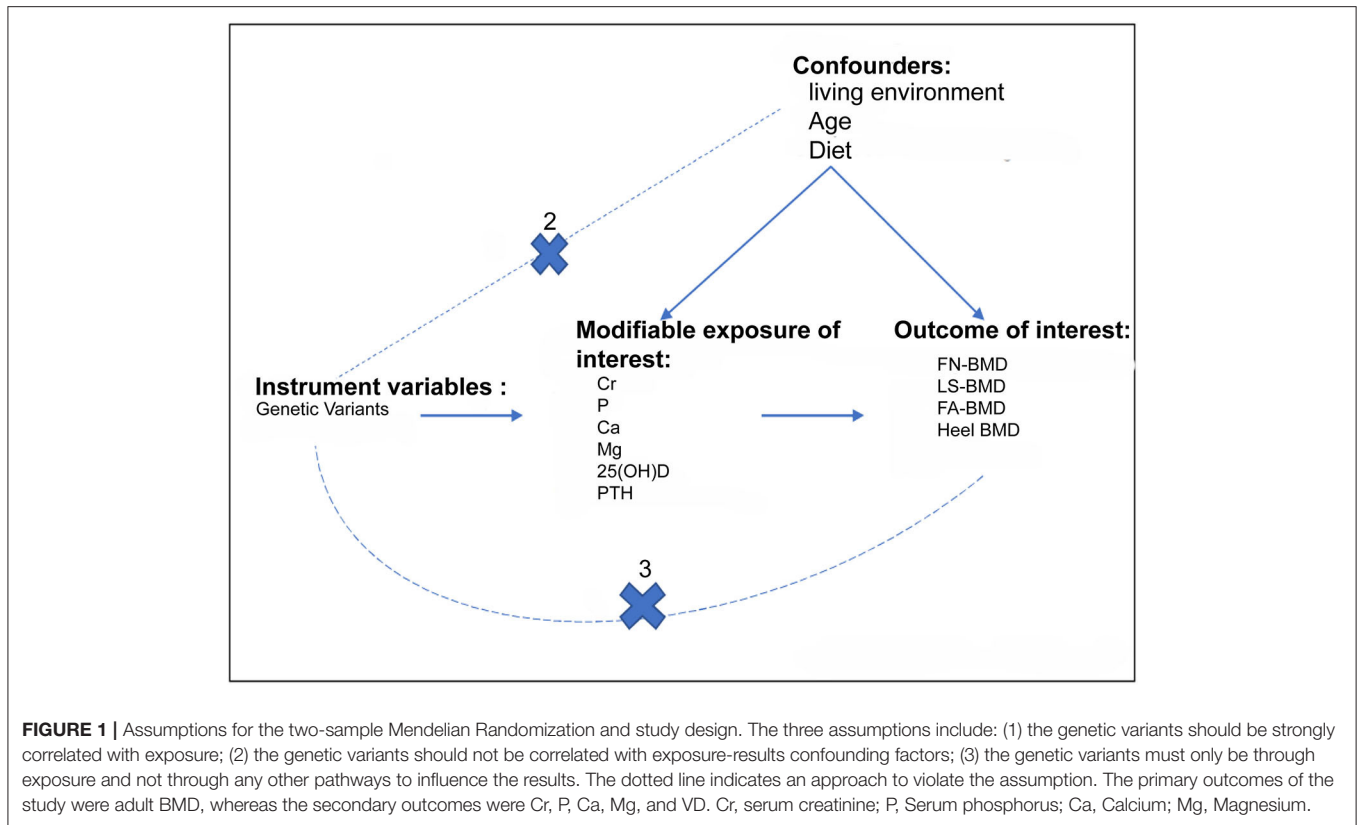 Confounders:
living environment
Age
Diet
2
Modifiable exposure of
interest:
Cr
P
Ca
Mg
25(OH)D
PTH
Outcome of interest:
FN-BMD
LS-BMD
FA-BMD
Heel BMD
Instrument variables :
Genetic Variants
3
FIGURE 1 | Assumptions for the two-sample Mendelian Randomization and study design. The three assumptions include: (1) the genetic variants should be strongly
correlated with exposure; (2) the genetic variants should not be correlated with exposure-results confounding factors; (3) the genetic variants must only be through
exposure and not through any other pathways to influence the results. The dotted line indicates an approach to violate the assumption. The primary outcomes of the
study were adult BMD, whereas the secondary outcomes were Cr, P, Ca, Mg, and VD. Cr, serum creatinine; P, Serum phosphorus; Ca, Calcium; Mg, Magnesium.